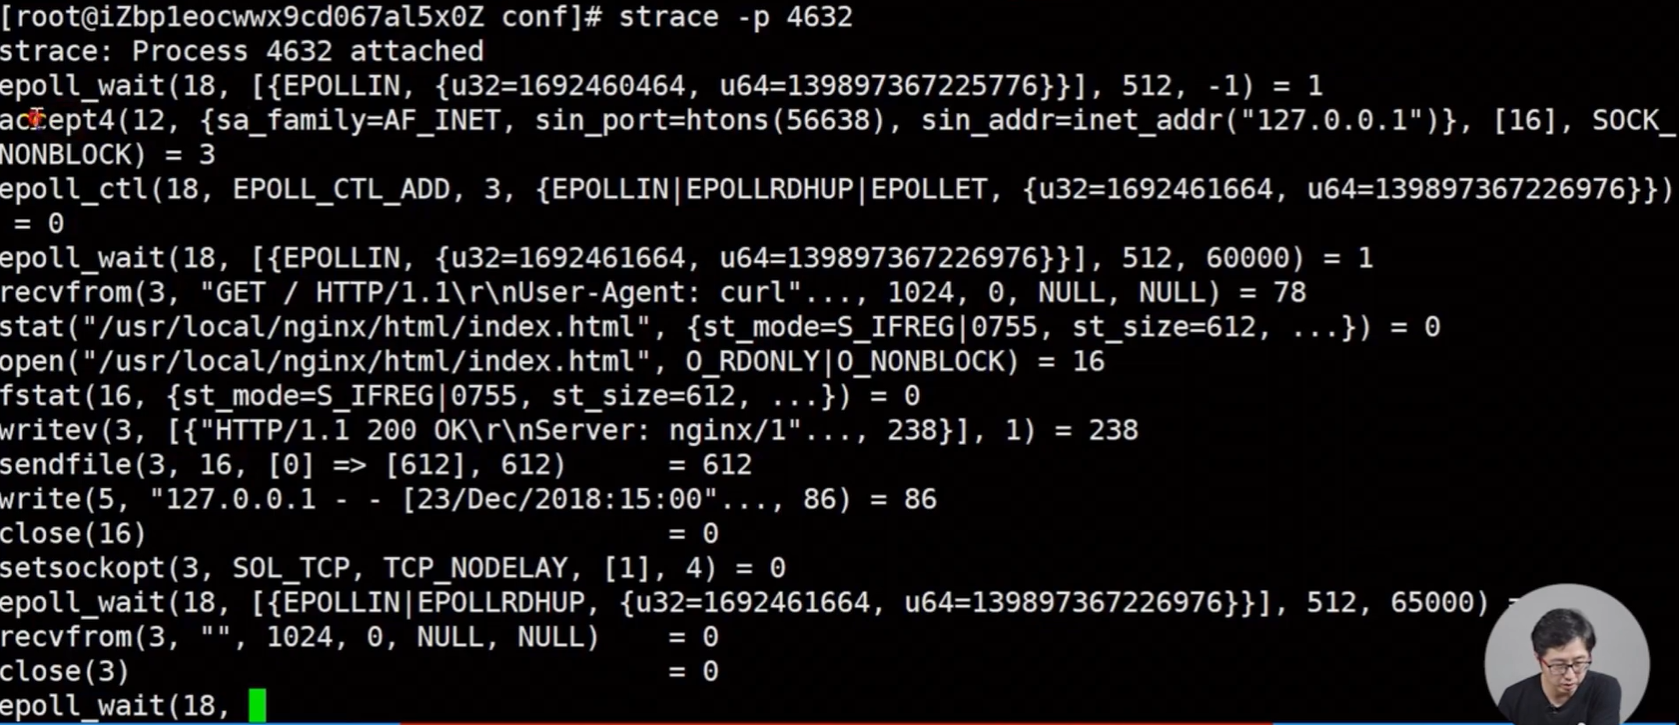 [root@iZbp1eocwwx9cd067al5x0Z conf]# strace -p 4632
strace: Process 4632 attached
epoll_wait(18, [{EPOLLIN, {u32=1692460464, u64=139897367225776}}], 512, -1) = 1
accept4(12, {sa_family=AF_INET, sin_port=htons(56638), sin_addr=inet_addr("127.0.0.1")}, [16], SOCK_
NONBLOCK) = 3
epoll_ctl(18, EPOLL_CTL_ADD, 3, {EPOLLIN|EPOLLRDHUP|EPOLLET, {u32=1692461664, u64=139897367226976}})
 = 0
epoll_wait(18, [{EPOLLIN, {u32=1692461664, u64=139897367226976}}], 512, 60000) = 1
recvfrom(3, "GET / HTTP/1.1\r\nUser-Agent: curl"..., 1024, 0, NULL, NULL) = 78
stat("/usr/local/nginx/html/index.html", {st_mode=S_IFREG|0755, st_size=612, ...}) = 0
open("/usr/local/nginx/html/index.html", O_RDONLY|O_NONBLOCK) = 16
fstat(16, {st_mode=S_IFREG|0755, st_size=612, ...}) = 0
writev(3, [{"HTTP/1.1 200 OK\r\nServer: nginx/1"..., 238}], 1) = 238
sendfile(3, 16, [0] => [612], 612)      = 612
write(5, "127.0.0.1 - - [23/Dec/2018:15:00"..., 86) = 86
close(16)                               = 0
setsockopt(3, SOL_TCP, TCP_NODELAY, [1], 4) = 0
epoll_wait(18, [{EPOLLIN|EPOLLRDHUP, {u32=1692461664, u64=139897367226976}}], 512, 65000) =
recvfrom(3, "", 1024, 0, NULL, NULL)    = 0
close(3)                                = 0
epoll_wait(18,